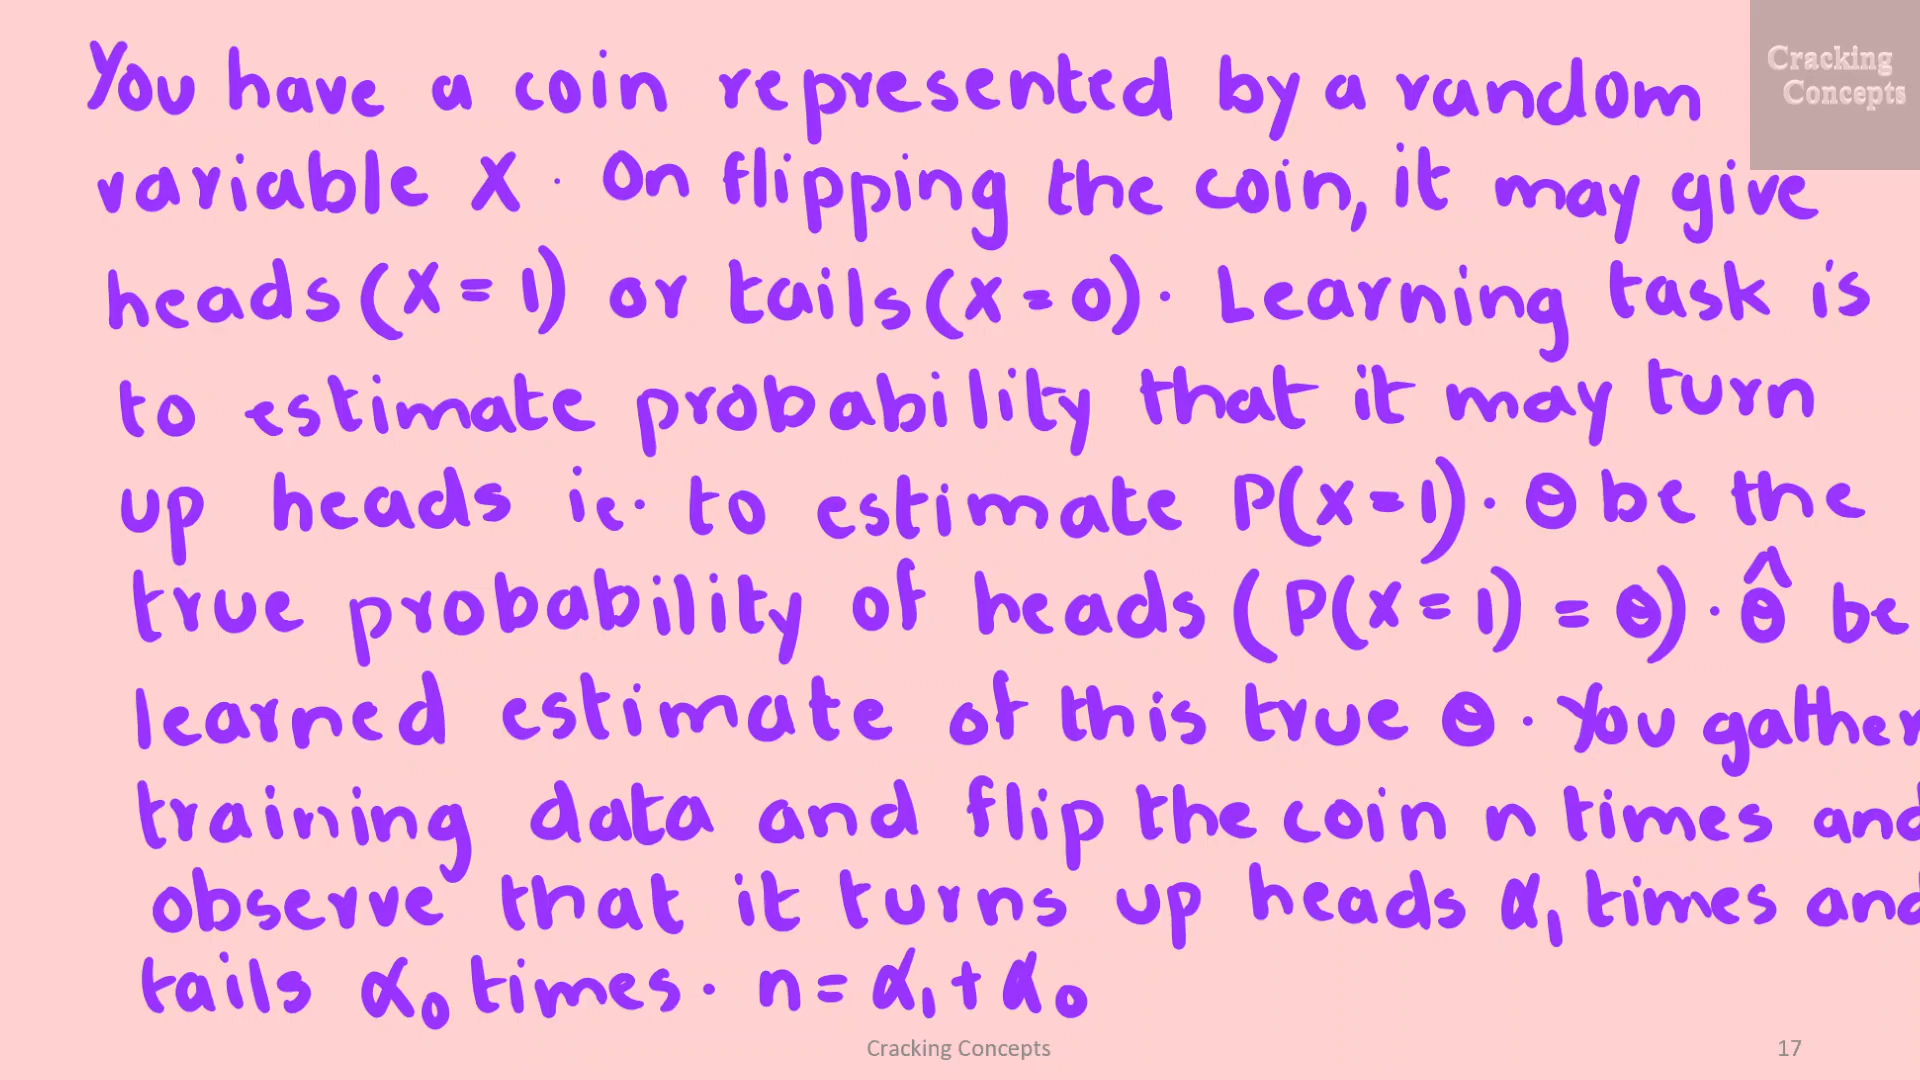 You have a coin represented by a random
variable X. On flipping the coin, it may give
heads (X = 1) or tails (X = 0). Learning task is
to estimate probability that it may turn
up heads ie. to estimate P(X = 1). θ be the
true probability of heads (P(X = 1) = θ). θ̂ be
learned estimate of this true θ. You gather
training data and flip the coin n times and
observe that it turns up heads α₁ times and
tails α₀ times. n = α₁ + α₀
Cracking
Concepts
Cracking Concepts
17